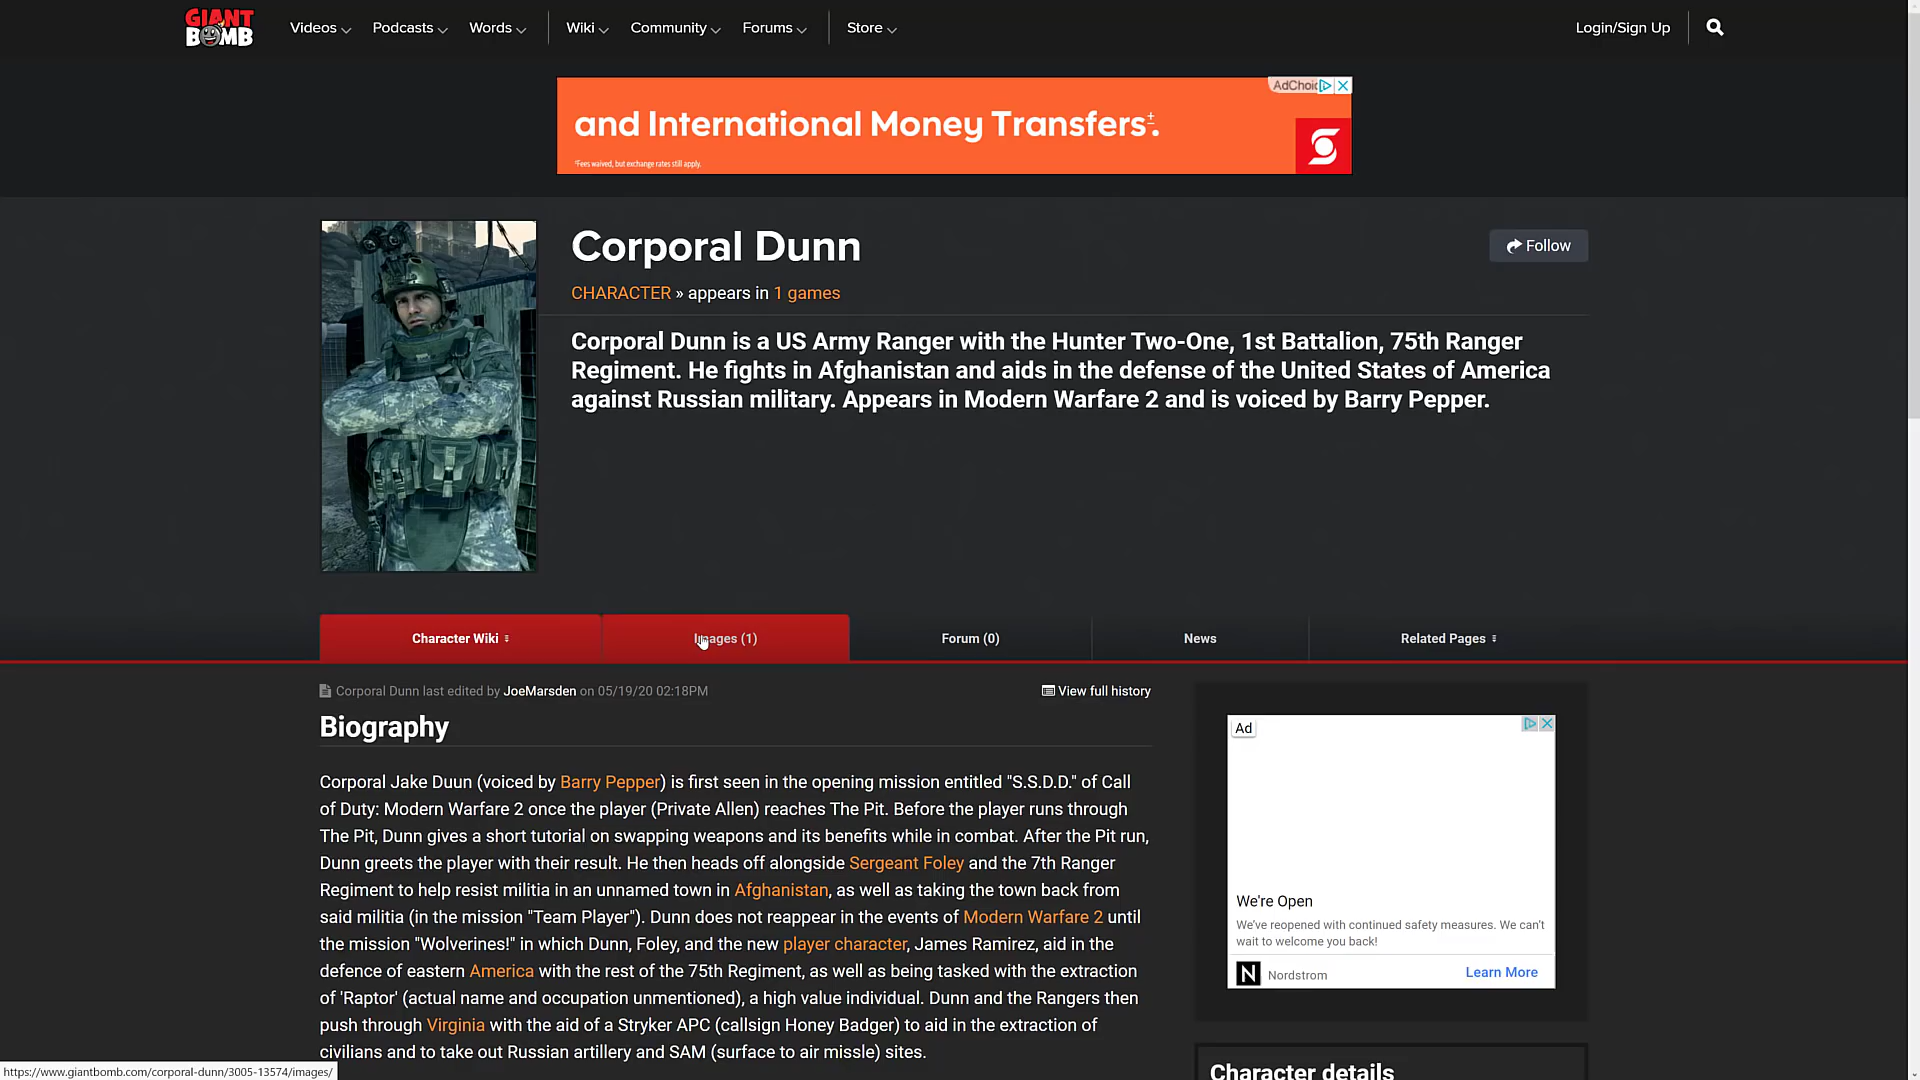 GIANT
BOMB
Videos
Podcasts
Words
Wiki
Community
Forums
Store
Login/Sign Up
AdChoic
and International Money Transfers±.
†Fees waived, but exchange rates still apply.
Corporal Dunn
Follow
CHARACTER » appears in 1 games
Corporal Dunn is a US Army Ranger with the Hunter Two-One, 1st Battalion, 75th Ranger
Regiment. He fights in Afghanistan and aids in the defense of the United States of America
against Russian military. Appears in Modern Warfare 2 and is voiced by Barry Pepper.
Character Wiki
Images (1)
Forum (0)
News
Related Pages
Corporal Dunn last edited by JoeMarsden on 05/19/20 02:18PM
View full history
Biography
Corporal Jake Duun (voiced by Barry Pepper) is first seen in the opening mission entitled "S.S.D.D." of Call
of Duty: Modern Warfare 2 once the player (Private Allen) reaches The Pit. Before the player runs through
The Pit, Dunn gives a short tutorial on swapping weapons and its benefits while in combat. After the Pit run,
Dunn greets the player with their result. He then heads off alongside Sergeant Foley and the 7th Ranger
Regiment to help resist militia in an unnamed town in Afghanistan, as well as taking the town back from
said militia (in the mission "Team Player"). Dunn does not reappear in the events of Modern Warfare 2 until
the mission "Wolverines!" in which Dunn, Foley, and the new player character, James Ramirez, aid in the
defence of eastern America with the rest of the 75th Regiment, as well as being tasked with the extraction
of 'Raptor' (actual name and occupation unmentioned), a high value individual. Dunn and the Rangers then
push through Virginia with the aid of a Stryker APC (callsign Honey Badger) to aid in the extraction of
civilians and to take out Russian artillery and SAM (surface to air missle) sites.
Ad
We're Open
We've reopened with continued safety measures. We can't
wait to welcome you back!
N
Nordstrom
Learn More
Character details
https://www.giantbomb.com/corporal-dunn/3005-13574/images/